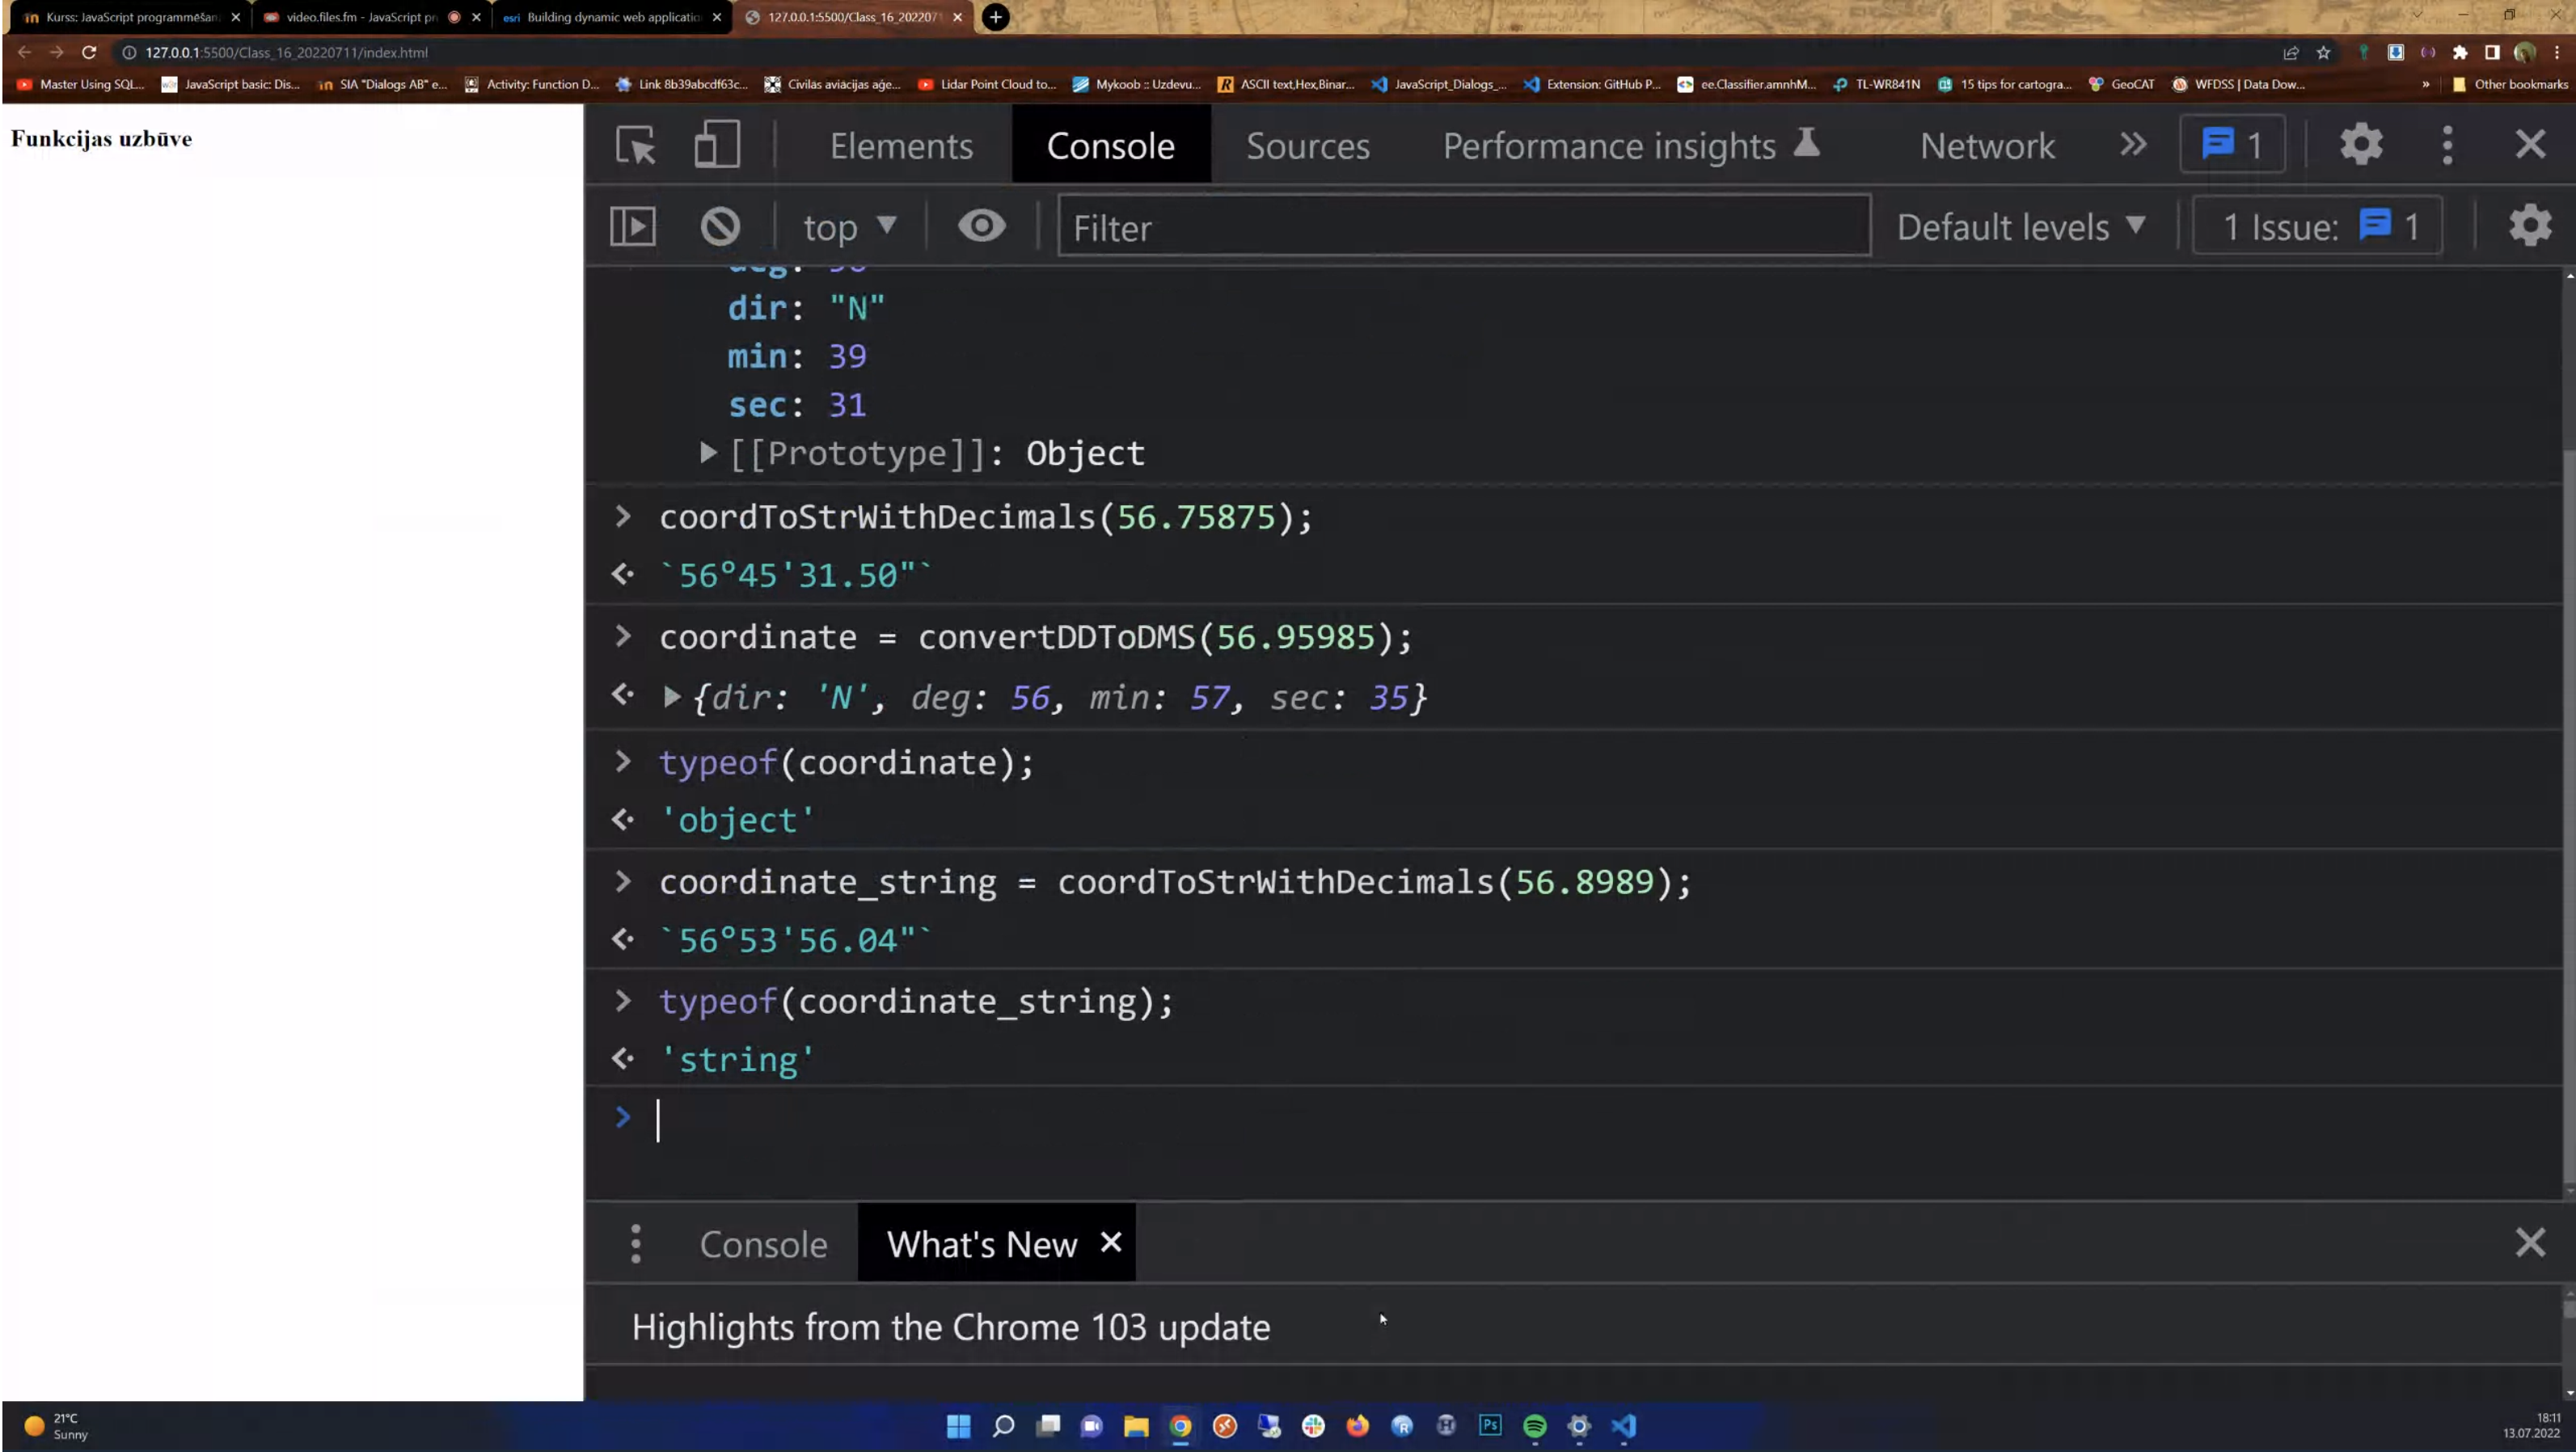 Kurss: JavaScript programmēšan
video.files.fm - JavaScript pr
esri Building dynamic web applicatio
127.0.0.1:5500/Class_16_2022071
127.0.0.1:5500/Class_16_20220711/index.html
Master Using SQL...
JavaScript basic: Dis...
SIA "Dialogs AB" e...
Activity: Function D...
Link 8b39abcdf63c...
Civilās aviācijas aģe...
Lidar Point Cloud to...
Mykoob :: Uzdevu...
ASCII text,Hex,Binar...
JavaScript_Dialogs_...
Extension: GitHub P...
ee.Classifier.amnhM...
TL-WR841N
15 tips for cartogra...
GeoCAT
WFDSS | Data Dow...
» Other bookmarks
Funkcijas uzbūve
Elements Console Sources Performance insights Network » 1
top Filter Default levels 1 Issue: 1
dir: "N"
min: 39
sec: 31
[[Prototype]]: Object
> coordToStrWithDecimals(56.75875);
`56°45'31.50"`
> coordinate = convertDDToDMS(56.95985);
{dir: 'N', deg: 56, min: 57, sec: 35}
> typeof(coordinate);
'object'
> coordinate_string = coordToStrWithDecimals(56.8989);
`56°53'56.04"`
> typeof(coordinate_string);
'string'
>
Console What's New
Highlights from the Chrome 103 update
21°C
Sunny
Ps
18:11
13.07.2022